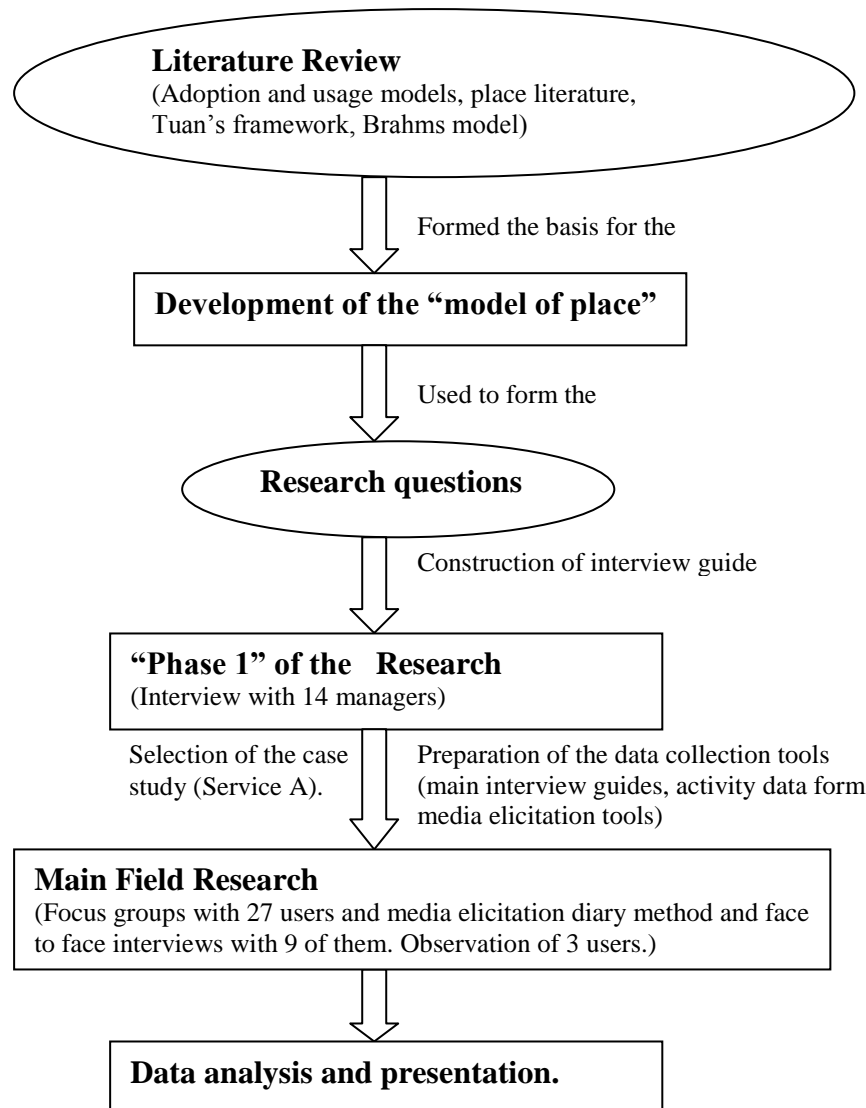 Literature Review
(Adoption and usage models, place literature,
Tuan’s framework, Brahms model)
Formed the basis for the
Development of the “model of place”
Used to form the
Research questions
Construction of interview guide
“Phase 1” of the Research
(Interview with 14 managers)
Selection of the case
study (Service A).
Preparation of the data collection tools
(main interview guides, activity data form
media elicitation tools)
Main Field Research
(Focus groups with 27 users and media elicitation diary method and face
to face interviews with 9 of them. Observation of 3 users.)
Data analysis and presentation.